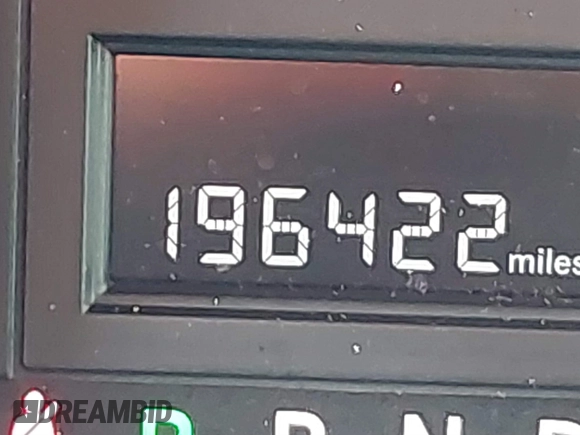 196422 miles
P R N D
DREAMBID